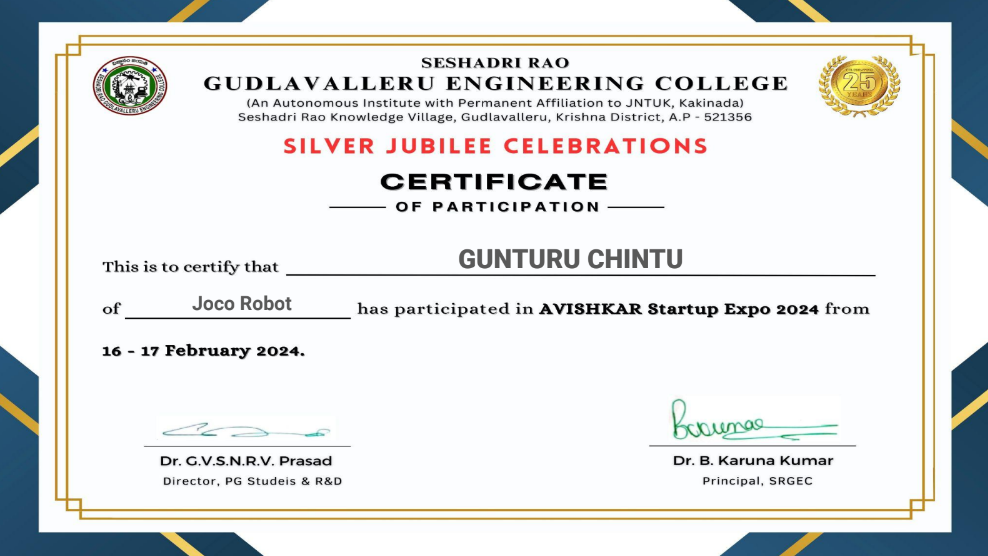 SESHADRI RAO
GUDLAVALLERU ENGINEERING COLLEGE
(An Autonomous Institute with Permanent Affiliation to JNTUK, Kakinada)
Seshadri Rao Knowledge Village, Gudlavalleru, Krishna District, A.P - 521356
25
YEARS
SILVER JUBILEE CELEBRATIONS
CERTIFICATE
OF PARTICIPATION
This is to certify that GUNTURU CHINTU
of Joco Robot has participated in AVISHKAR Startup Expo 2024 from
16 - 17 February 2024.
Dr. G.V.S.N.R.V. Prasad
Director, PG Studeis & R&D
Dr. B. Karuna Kumar
Principal, SRGEC